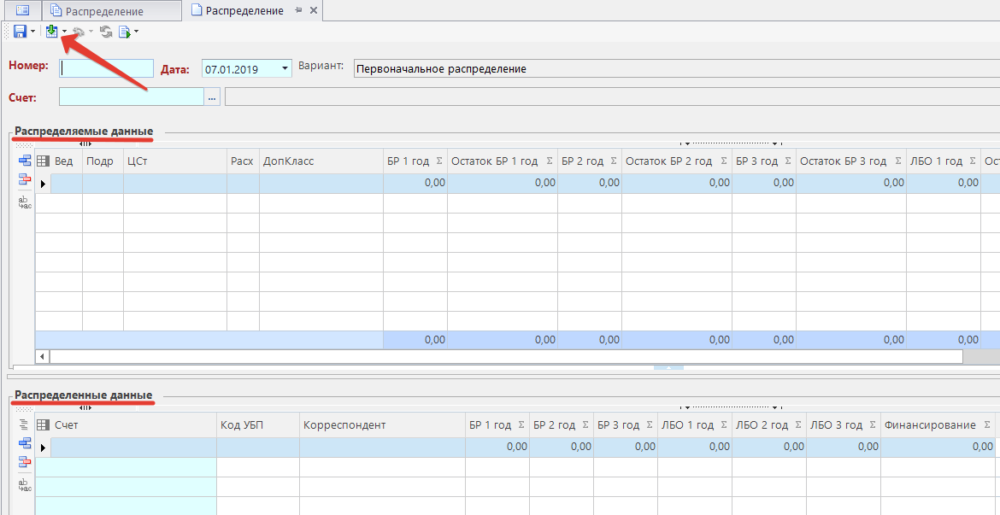 Распределение Распределение
Номер: Дата: 07.01.2019 Вариант: Первоначальное распределение
Счет: ...
Распределяемые данные
Вед Подр ЦСт Расх ДопКласс БР 1 год Σ Остаток БР 1 год Σ БР 2 год Σ Остаток БР 2 год Σ БР 3 год Σ Остаток БР 3 год Σ ЛБО 1 год Σ Ос
0,00 0,00 0,00 0,00 0,00 0,00 0,00
ab
ac
0,00 0,00 0,00 0,00 0,00 0,00 0,00
Распределенные данные
Счет Код УБП Корреспондент БР 1 год Σ БР 2 год Σ БР 3 год Σ ЛБО 1 год Σ ЛБО 2 год Σ ЛБО 3 год Σ Финансирование Σ
0,00 0,00 0,00 0,00 0,00 0,00 0,00
ab
ac